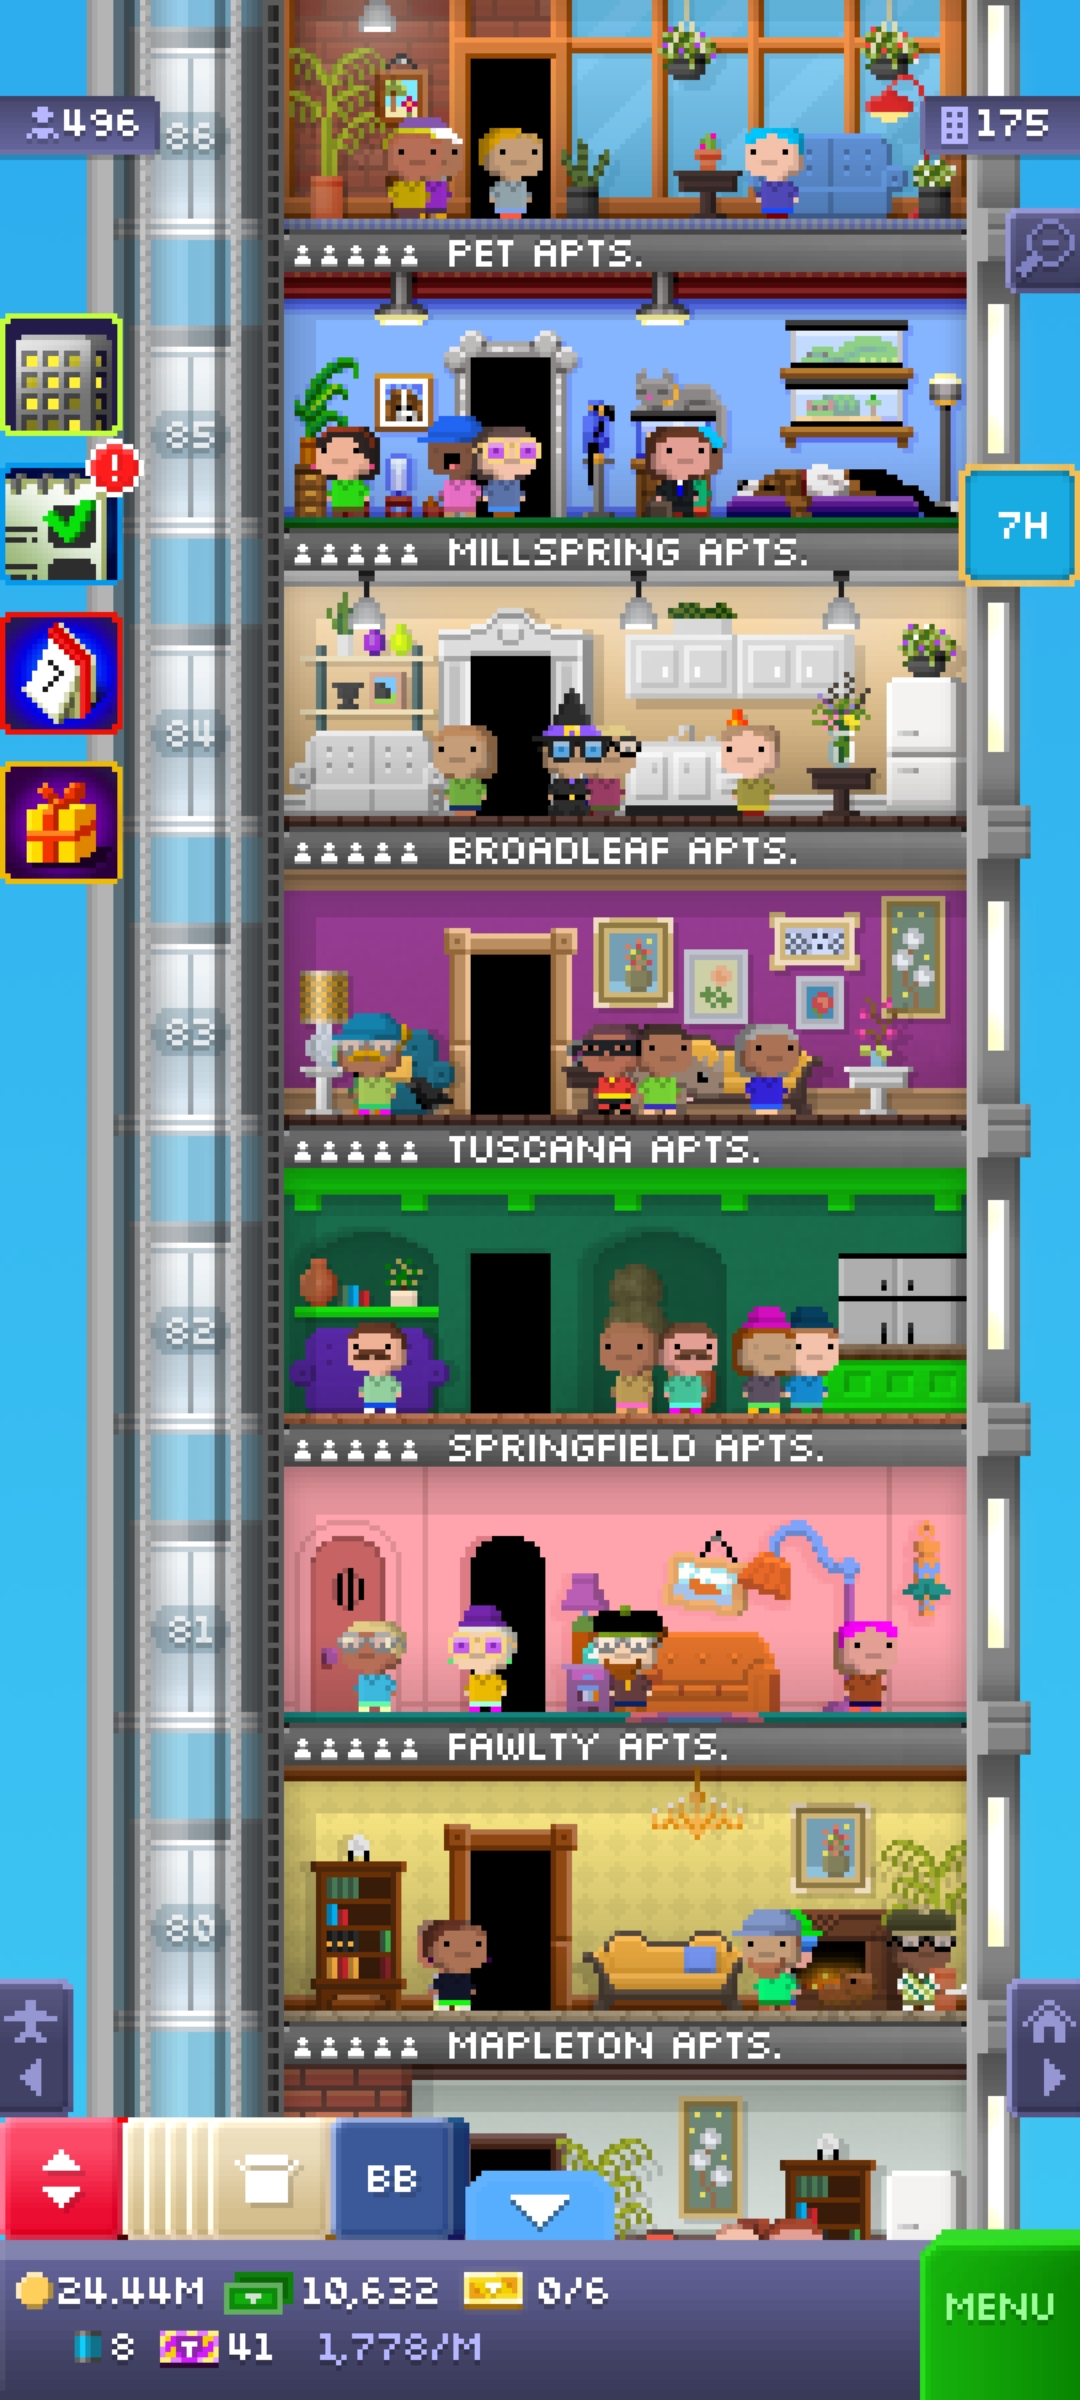 496
86
175
PET APTS.
85
7H
MILLSPRING APTS.
84
BROADLEAF APTS.
83
TUSCANA APTS.
82
SPRINGFIELD APTS.
81
FAWLTY APTS.
80
MAPLETON APTS.
BB
24.44M 10,632 0/6
8 41 1,778/M
MENU